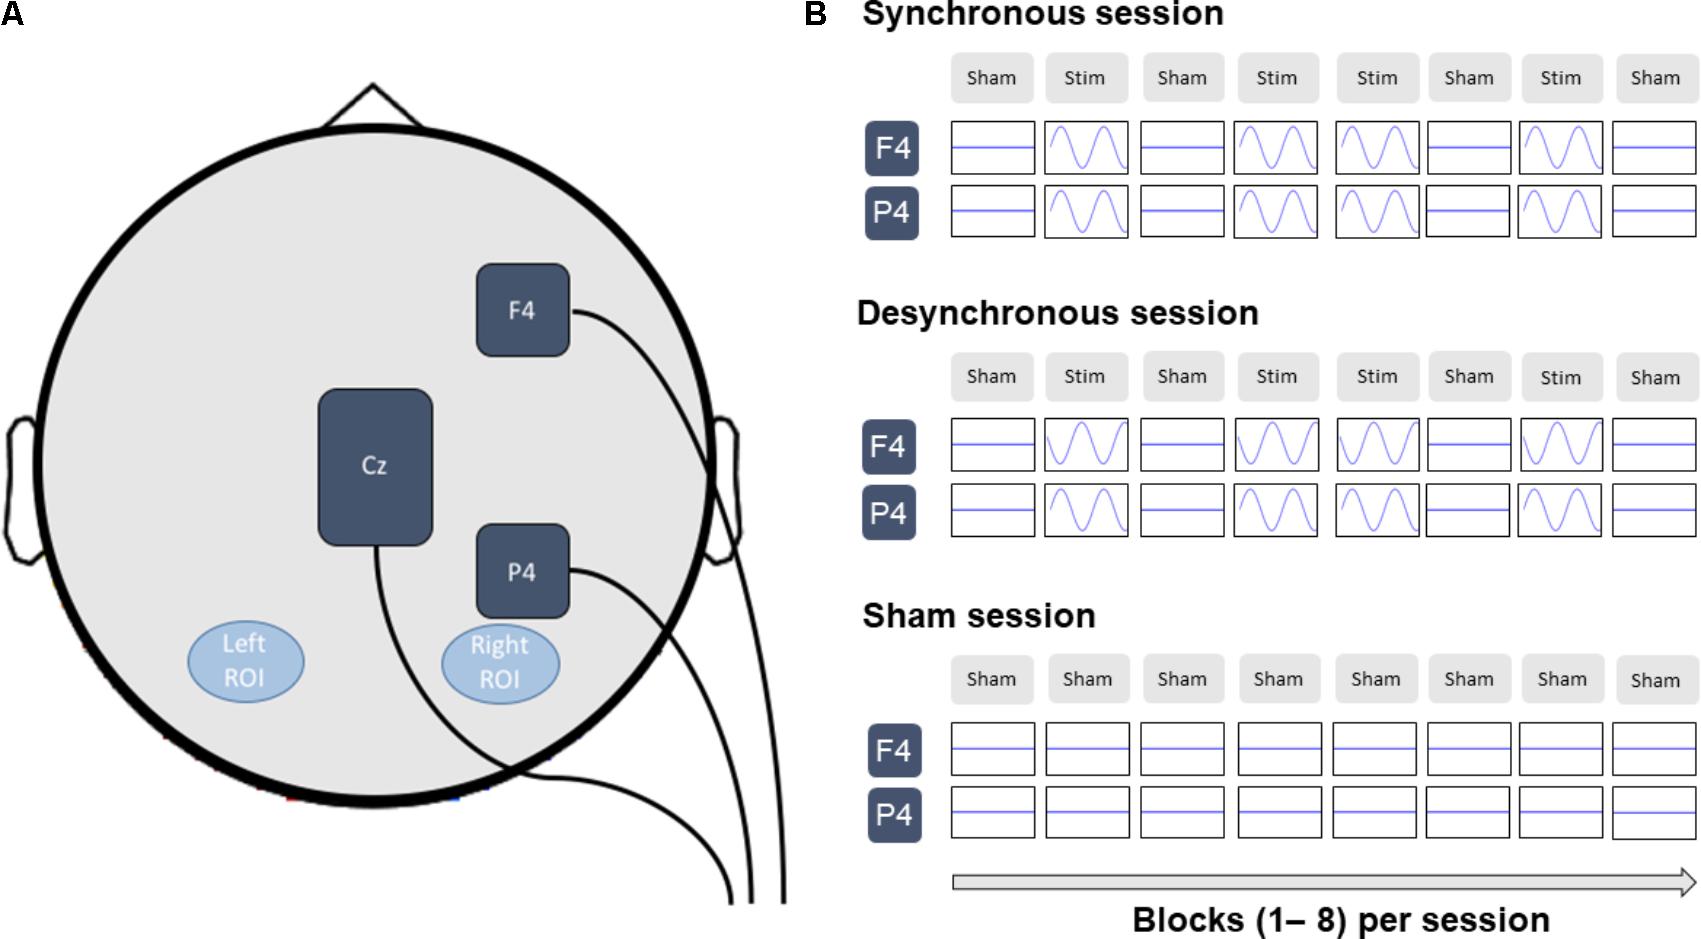 A
F4
Cz
P4
Left
ROI
Right
ROI
B
Synchronous session
Sham Stim Sham Stim Stim Sham Stim Sham
F4
P4
Desynchronous session
Sham Stim Sham Stim Stim Sham Stim Sham
F4
P4
Sham session
Sham Sham Sham Sham Sham Sham Sham Sham
F4
P4
Blocks (1– 8) per session